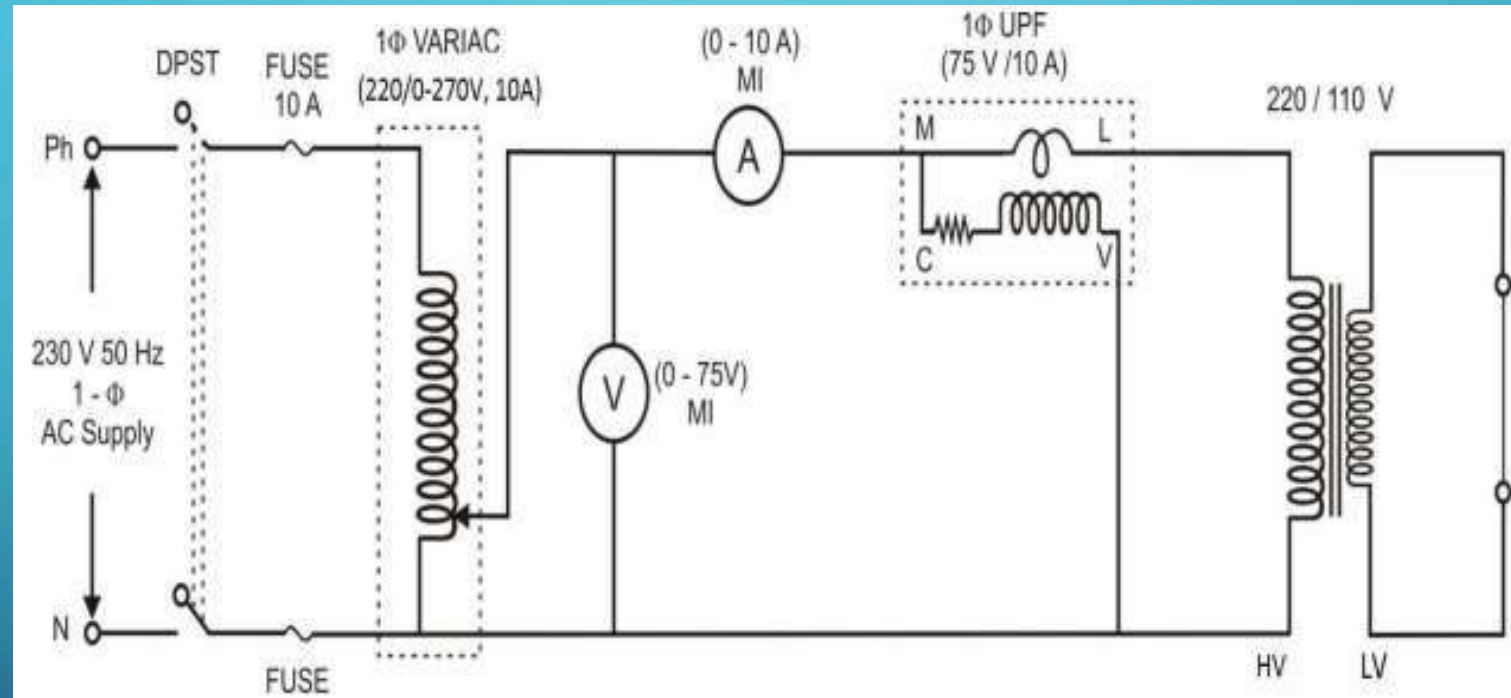 DPST
FUSE
10 A
1Φ VARIAC
(220/0-270V, 10A)
(0 - 10 A)
MI
1Φ UPF
(75 V /10 A)
220 / 110 V
Ph
A
M
L
C
V
230 V 50 Hz
1 - Φ
AC Supply
V
(0 - 75V)
MI
N
FUSE
HV
LV